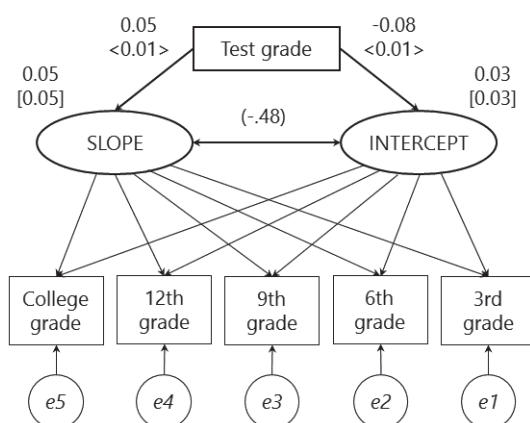 0.05
<0.01>
Test grade
-0.08
<0.01>
0.05
[0.05]
0.03
[0.03]
(-.48)
SLOPE
INTERCEPT
College
grade
12th
grade
9th
grade
6th
grade
3rd
grade
e5
e4
e3
e2
e1